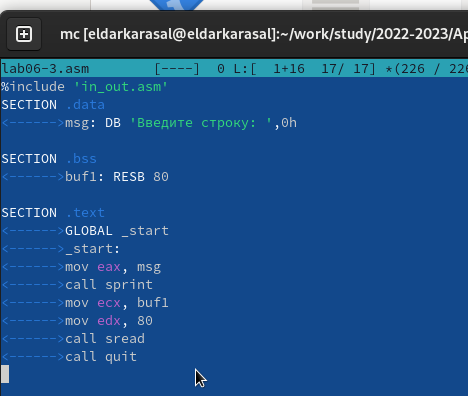 mc [eldarkarasal@eldarkarasal]:~/work/study/2022-2023/Ap
lab06-3.asm [----] 0 L:[ 1+16 17/ 17] *(226 / 226
%include 'in_out.asm'
SECTION .data
<------>msg: DB 'Введите строку: ',0h
SECTION .bss
<------>buf1: RESB 80
SECTION .text
<------>GLOBAL _start
<------>_start:
<------>mov eax, msg
<------>call sprint
<------>mov ecx, buf1
<------>mov edx, 80
<------>call sread
<------>call quit